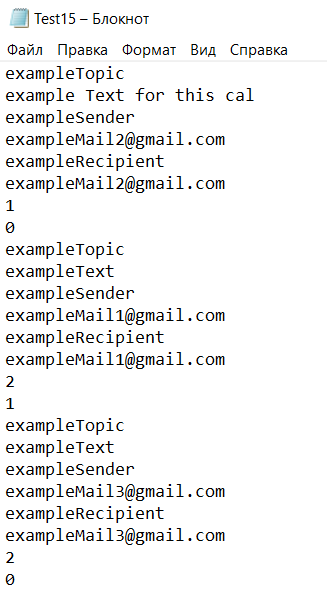 Test15 – Блокнот
Файл Правка Формат Вид Справка
exampleTopic
example Text for this cal
exampleSender
exampleMail2@gmail.com
exampleRecipient
exampleMail2@gmail.com
1
0
exampleTopic
exampleText
exampleSender
exampleMail1@gmail.com
exampleRecipient
exampleMail1@gmail.com
2
1
exampleTopic
exampleText
exampleSender
exampleMail3@gmail.com
exampleRecipient
exampleMail3@gmail.com
2
0